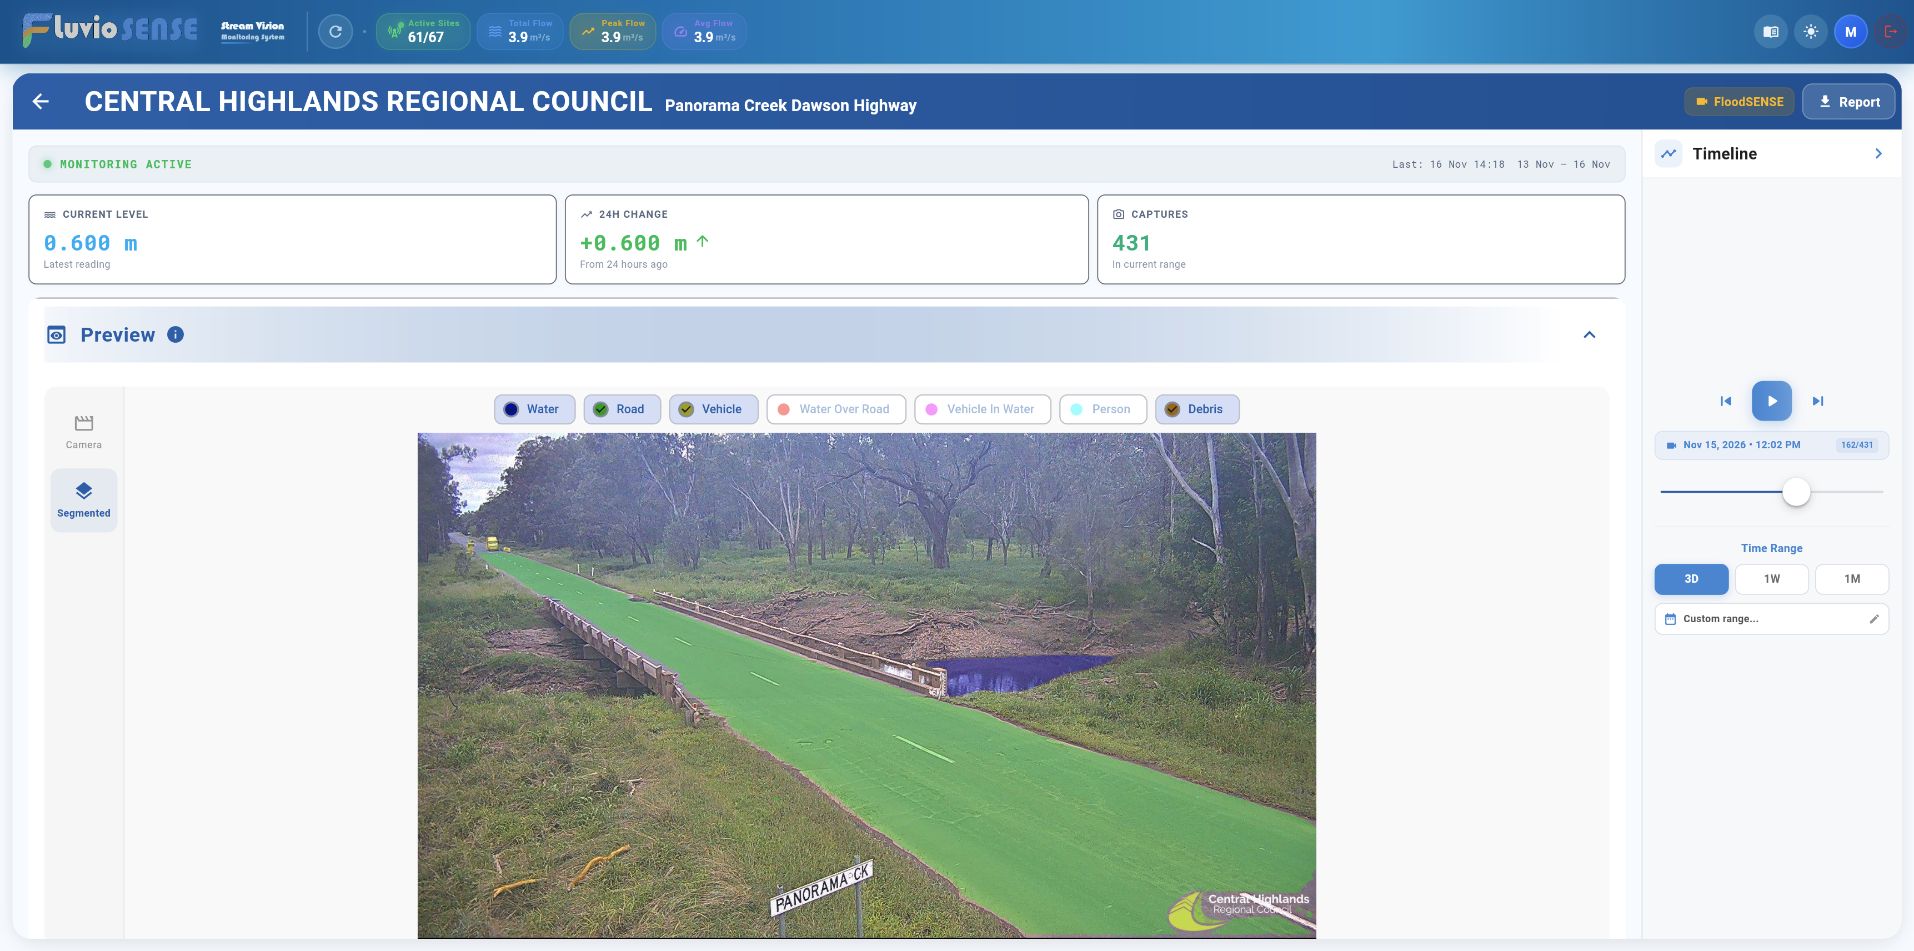 FluvioSENSE
Stream Vision
Monitoring System
Active Sites
61/67
Total Flow
3.9 m³/s
Peak Flow
3.9 m³/s
Avg Flow
3.9 m³/s
M
CENTRAL HIGHLANDS REGIONAL COUNCIL Panorama Creek Dawson Highway
FloodSENSE
Report
MONITORING ACTIVE
Last: 16 Nov 14:18 13 Nov – 16 Nov
CURRENT LEVEL
0.600 m
Latest reading
24H CHANGE
+0.600 m ↑
From 24 hours ago
CAPTURES
431
In current range
Preview
Camera
Segmented
Water
Road
Vehicle
Water Over Road
Vehicle In Water
Person
Debris
PANORAMA CK
Central Highlands
Regional Council
Timeline
Nov 15, 2026 • 12:02 PM 162/431
Time Range
3D
1W
1M
Custom range...